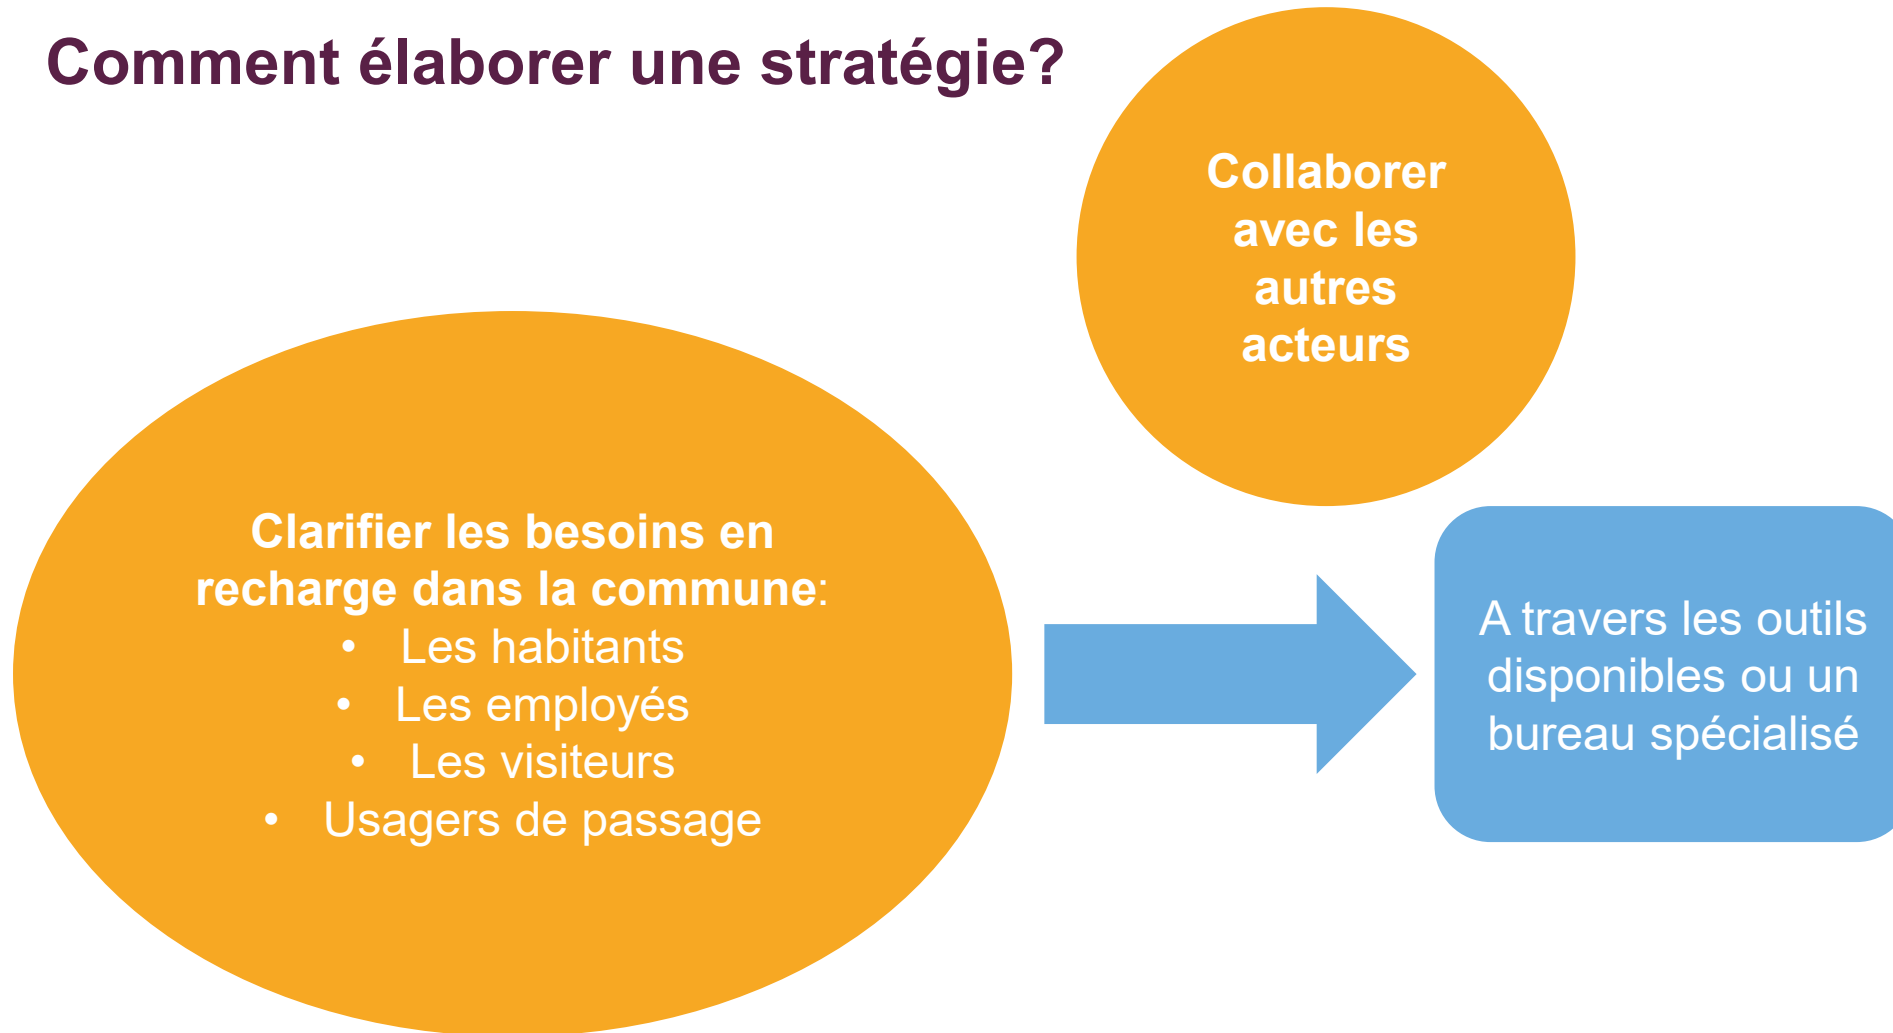 Comment élaborer une stratégie?
Collaborer
avec les
autres
acteurs
Clarifier les besoins en
recharge dans la commune:
• Les habitants
• Les employés
• Les visiteurs
• Usagers de passage
A travers les outils
disponibles ou un
bureau spécialisé